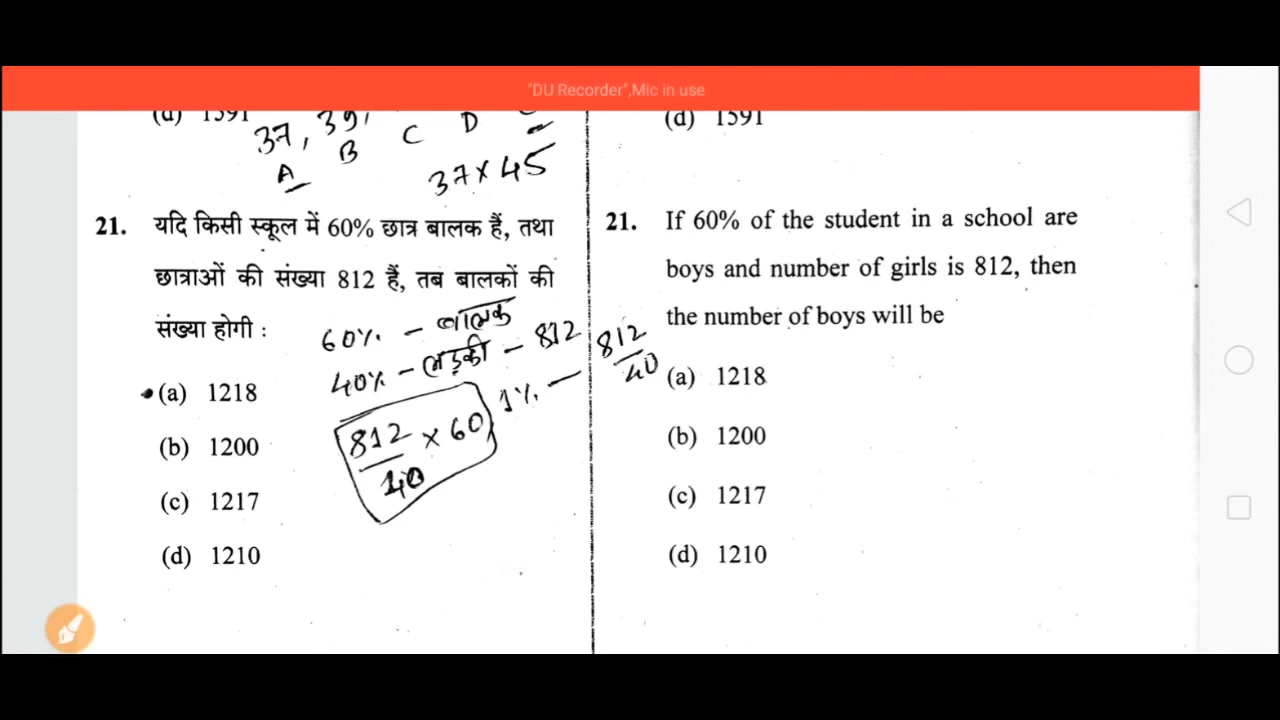 "DU Recorder",Mic in use
(d) 1591
37, 39,
A B C D
37 × 45
21. यदि किसी स्कूल में 60% छात्र बालक हैं, तथा
छात्राओं की संख्या 812 हैं, तब बालकों की
संख्या होगी :
60% – बालक
40% – लड़की – 812
1% – 812/40
812/40 × 60
(a) 1218
(b) 1200
(c) 1217
(d) 1210
(d) 1591
21. If 60% of the student in a school are
boys and number of girls is 812, then
the number of boys will be
(a) 1218
(b) 1200
(c) 1217
(d) 1210